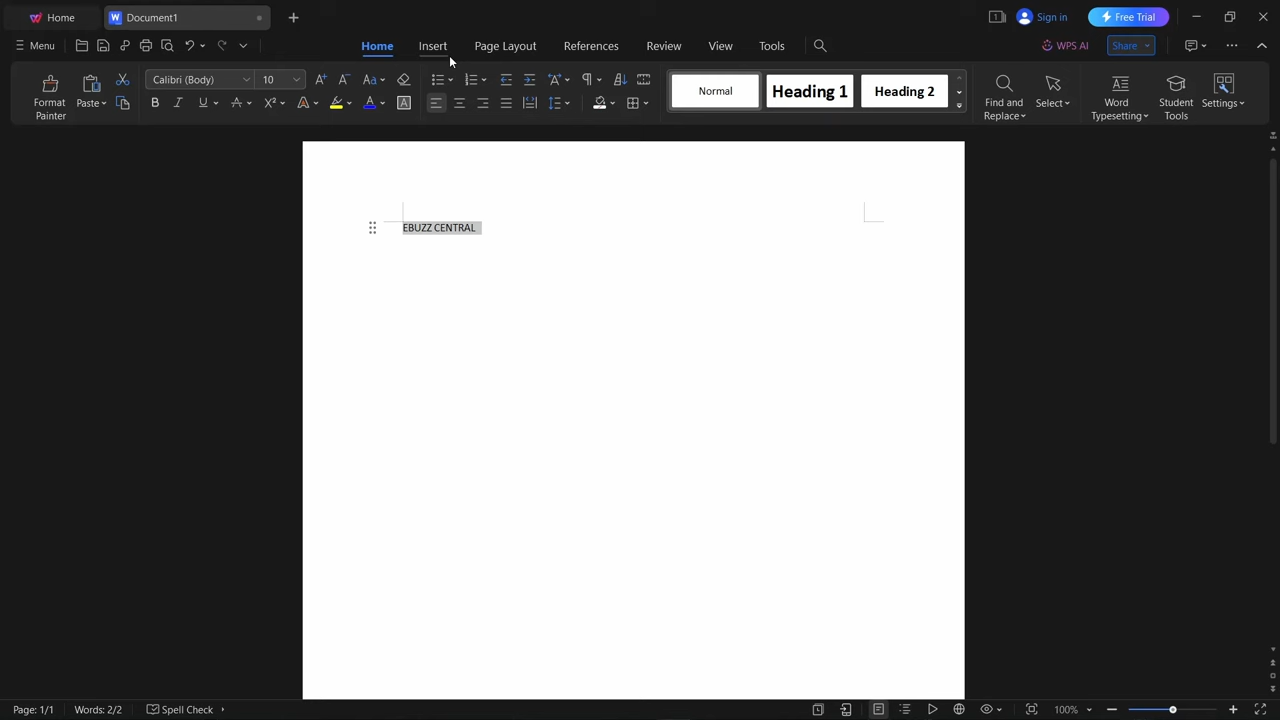 Home
Document1
Sign in
Free Trial
Menu
Home
Insert
Page Layout
References
Review
View
Tools
WPS AI
Share
Format Painter
Paste
Calibri (Body)
10
Normal
Heading 1
Heading 2
Find and Replace
Select
Word Typesetting
Student Tools
Settings
EBUZZ CENTRAL
Page: 1/1
Words: 2/2
Spell Check
100%